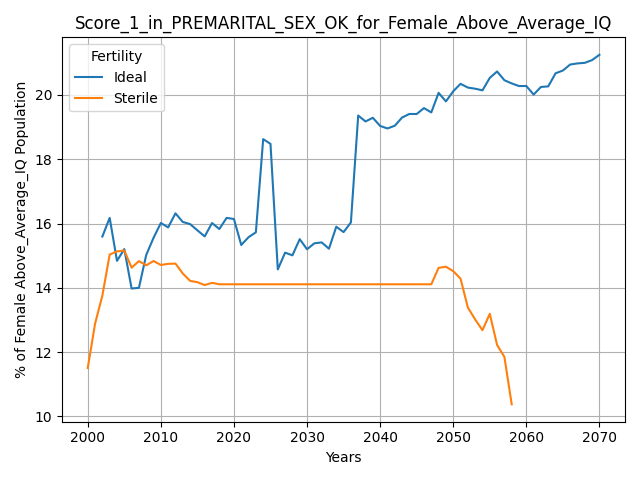 Score_1_in_PREMARITAL_SEX_OK_for_Female_Above_Average_IQ
Fertility
Ideal
Sterile
% of Female Above_Average_IQ Population
20
18
16
14
12
10
2000 2010 2020 2030 2040 2050 2060 2070
Years